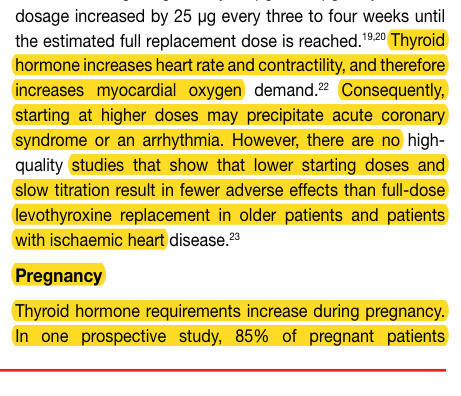 dosage increased by 25 µg every three to four weeks until
the estimated full replacement dose is reached.19,20 Thyroid
hormone increases heart rate and contractility, and therefore
increases myocardial oxygen demand.22 Consequently,
starting at higher doses may precipitate acute coronary
syndrome or an arrhythmia. However, there are no high-
quality studies that show that lower starting doses and
slow titration result in fewer adverse effects than full-dose
levothyroxine replacement in older patients and patients
with ischaemic heart disease.23
Pregnancy
Thyroid hormone requirements increase during pregnancy.
In one prospective study, 85% of pregnant patients